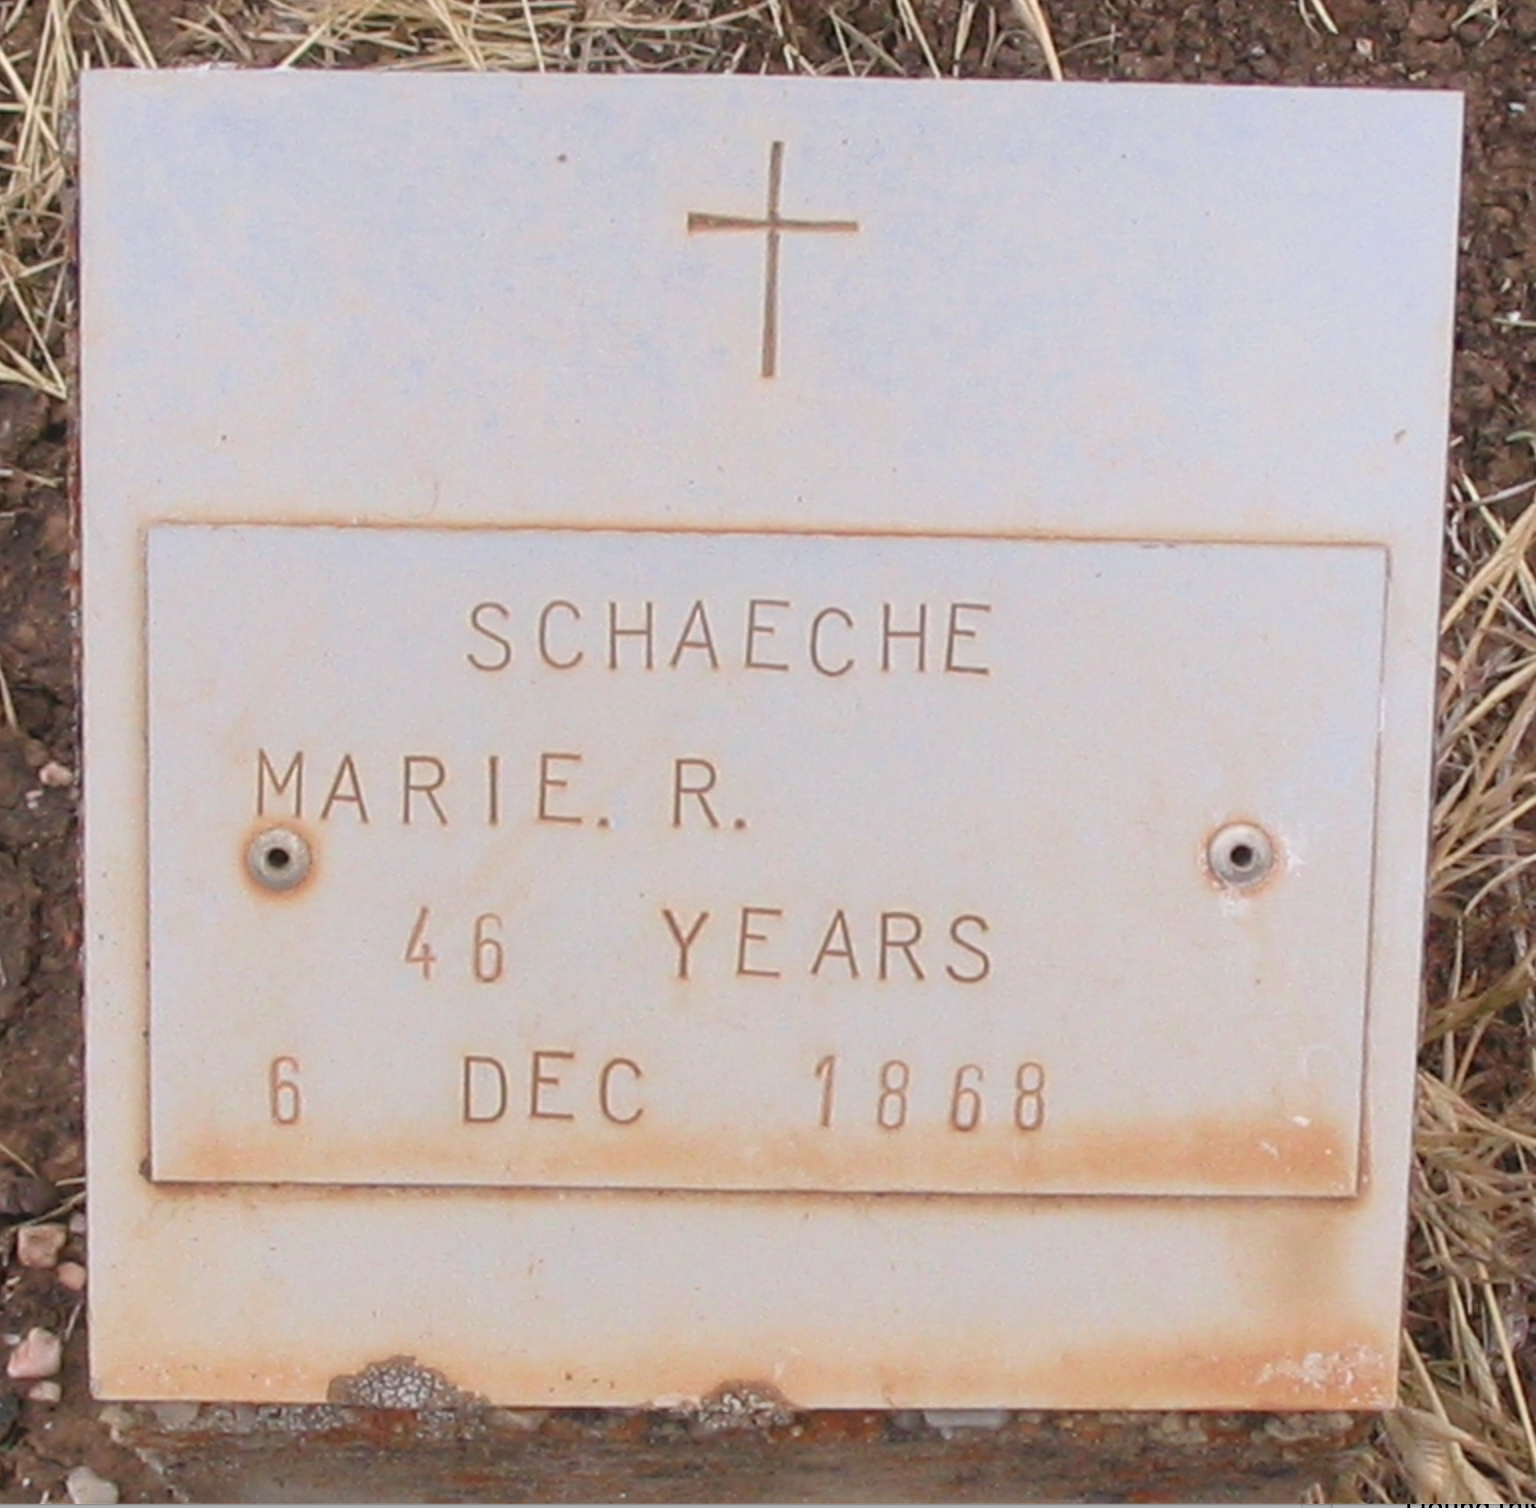 SCHAECHE
MARIE. R.
46 YEARS
6 DEC 1868